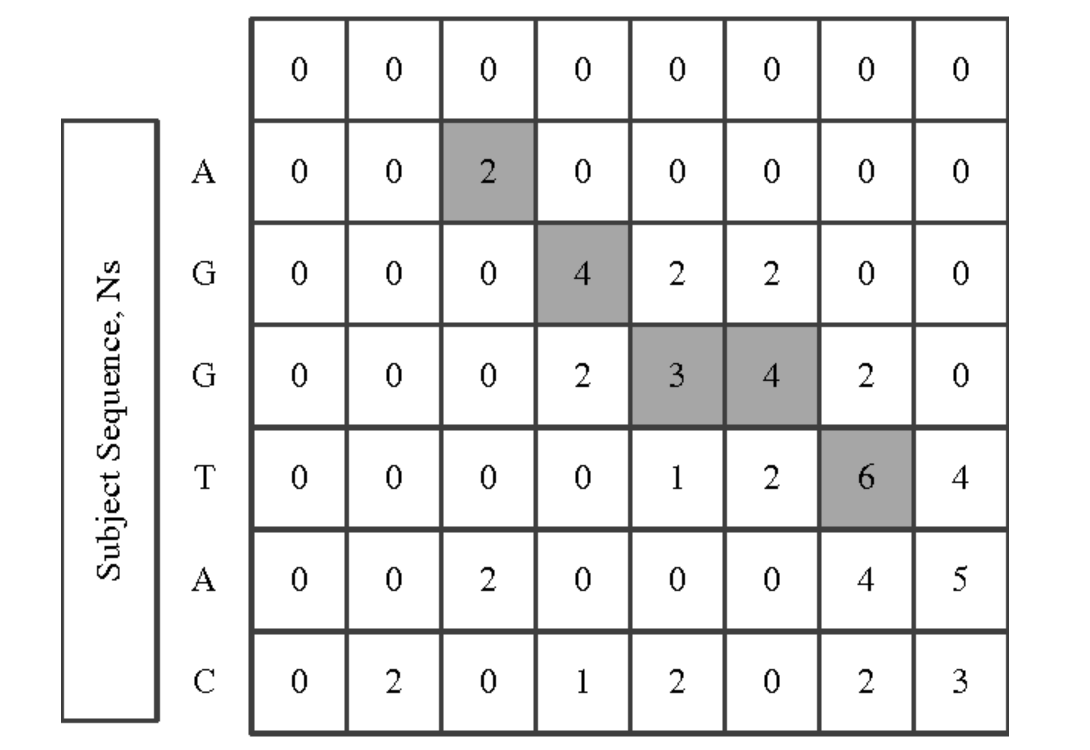 0 0 0 0 0 0 0 0
A 0 0 2 0 0 0 0 0
G 0 0 0 4 2 2 0 0
G 0 0 0 2 3 4 2 0
T 0 0 0 0 1 2 6 4
A 0 0 2 0 0 0 4 5
C 0 2 0 1 2 0 2 3
Subject Sequence, Ns